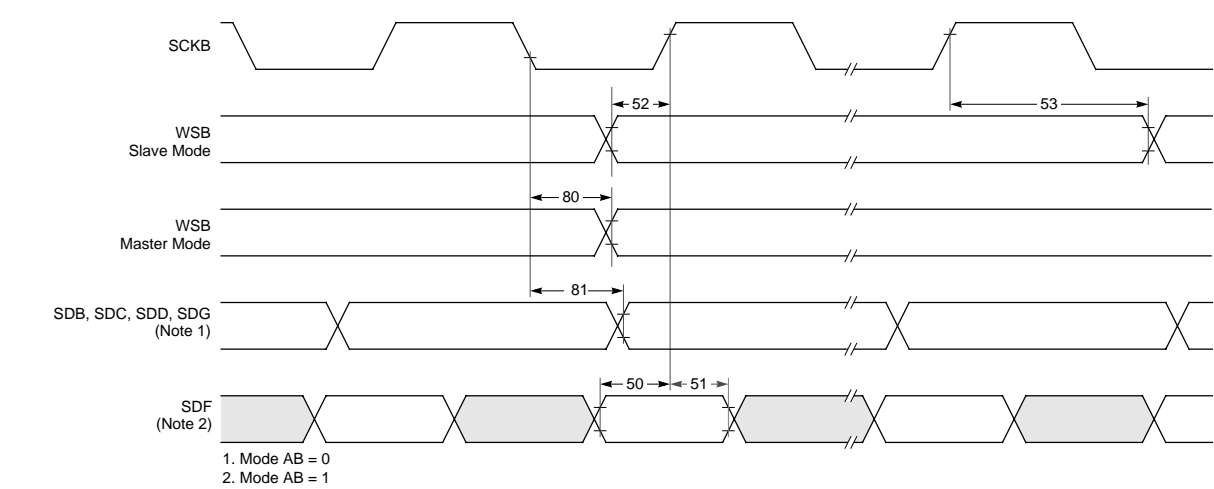 SCKB
52
53
WSB
Slave Mode
80
WSB
Master Mode
81
SDB, SDC, SDD, SDG
(Note 1)
50
51
SDF
(Note 2)
1. Mode AB = 0
2. Mode AB = 1